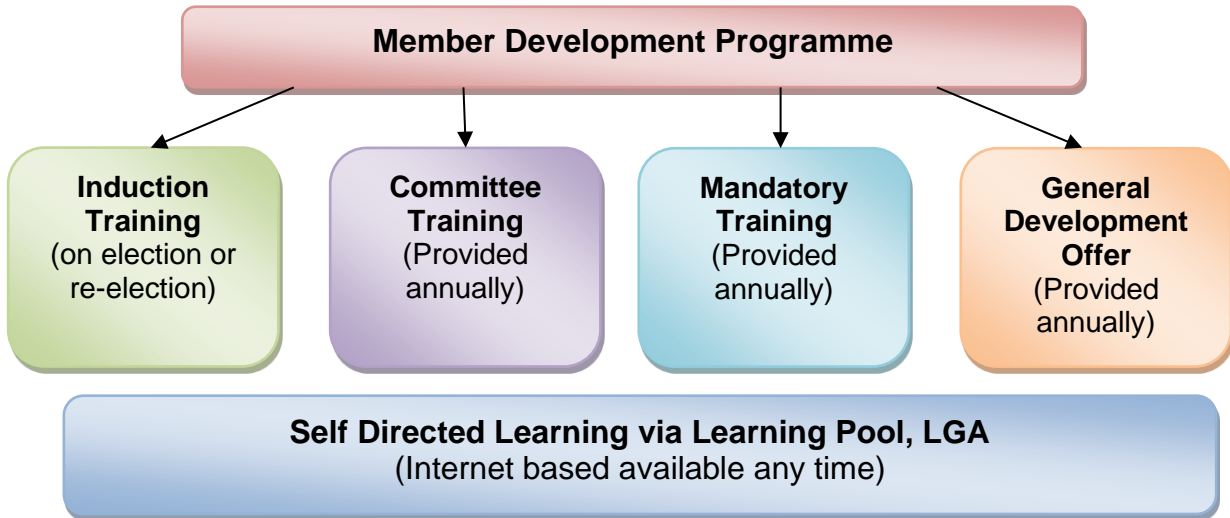 Member Development Programme
Induction
Training
(on election or
re-election)
Committee
Training
(Provided
annually)
Mandatory
Training
(Provided
annually)
General
Development
Offer
(Provided
annually)
Self Directed Learning via Learning Pool, LGA
(Internet based available any time)